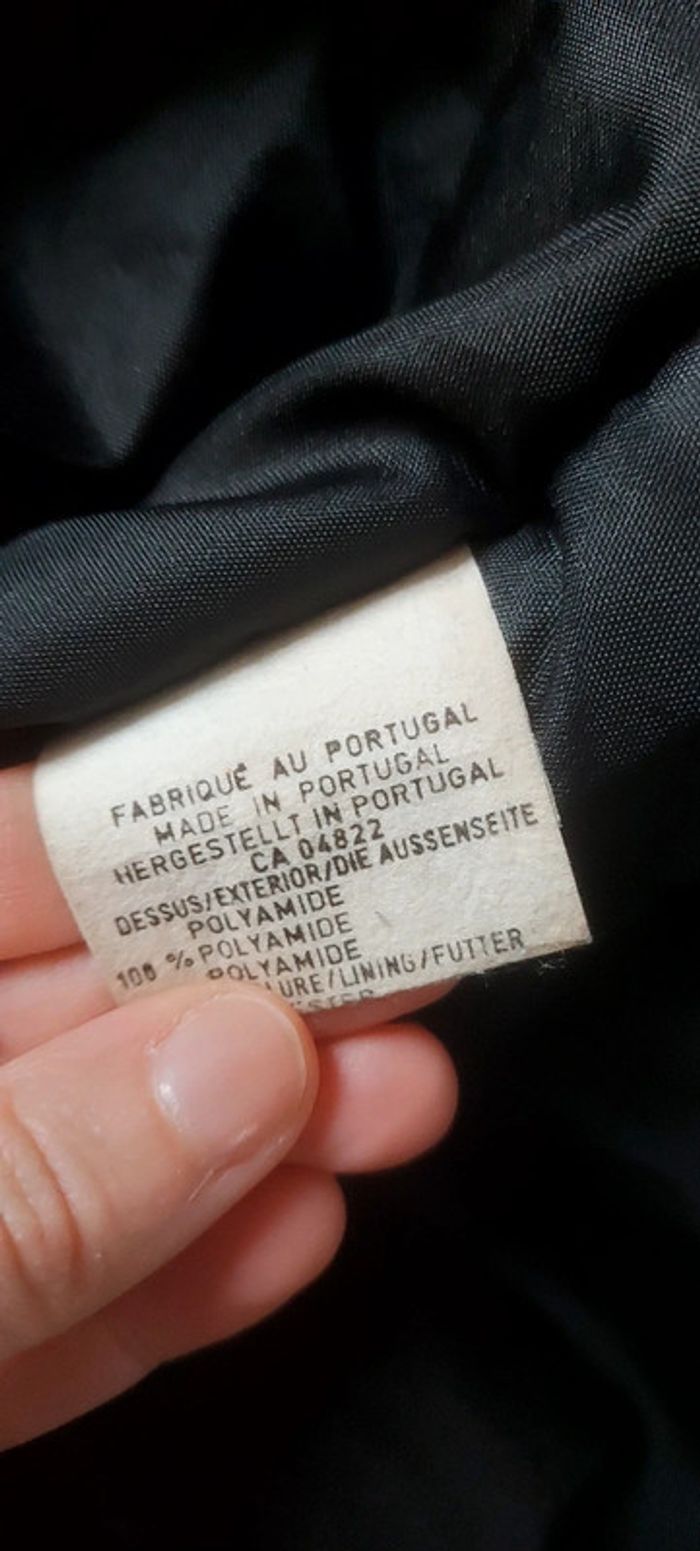 FABRIQUÉ AU PORTUGAL
MADE IN PORTUGAL
HERGESTELLT IN PORTUGAL
CA 04822
DESSUS/EXTERIOR/DIE AUSSENSEITE
POLYAMIDE
100 % POLYAMIDE
POLYAMIDE
LURE/LINING/FUTTER